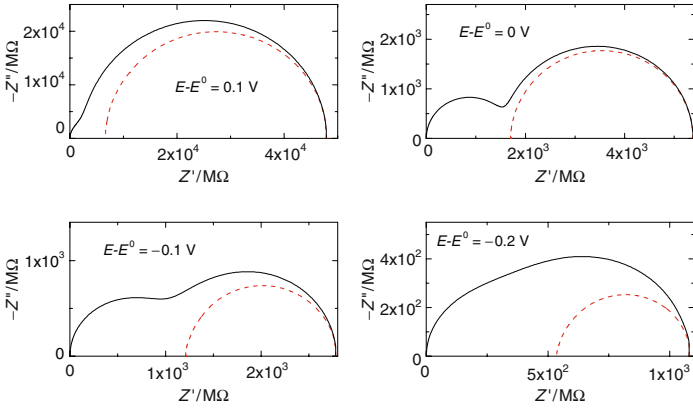 −Z″/MΩ
2x10⁴
1x10⁴
0
E-E⁰ = 0.1 V
0
2x10⁴
4x10⁴
Z′/MΩ
−Z″/MΩ
2x10³
1x10³
0
E-E⁰ = 0 V
0
2x10³
4x10³
Z′/MΩ
−Z″/MΩ
1x10³
0
E-E⁰ = −0.1 V
0
1x10³
2x10³
Z′/MΩ
−Z″/MΩ
4x10²
2x10²
0
E-E⁰ = −0.2 V
0
5x10²
1x10³
Z′/MΩ